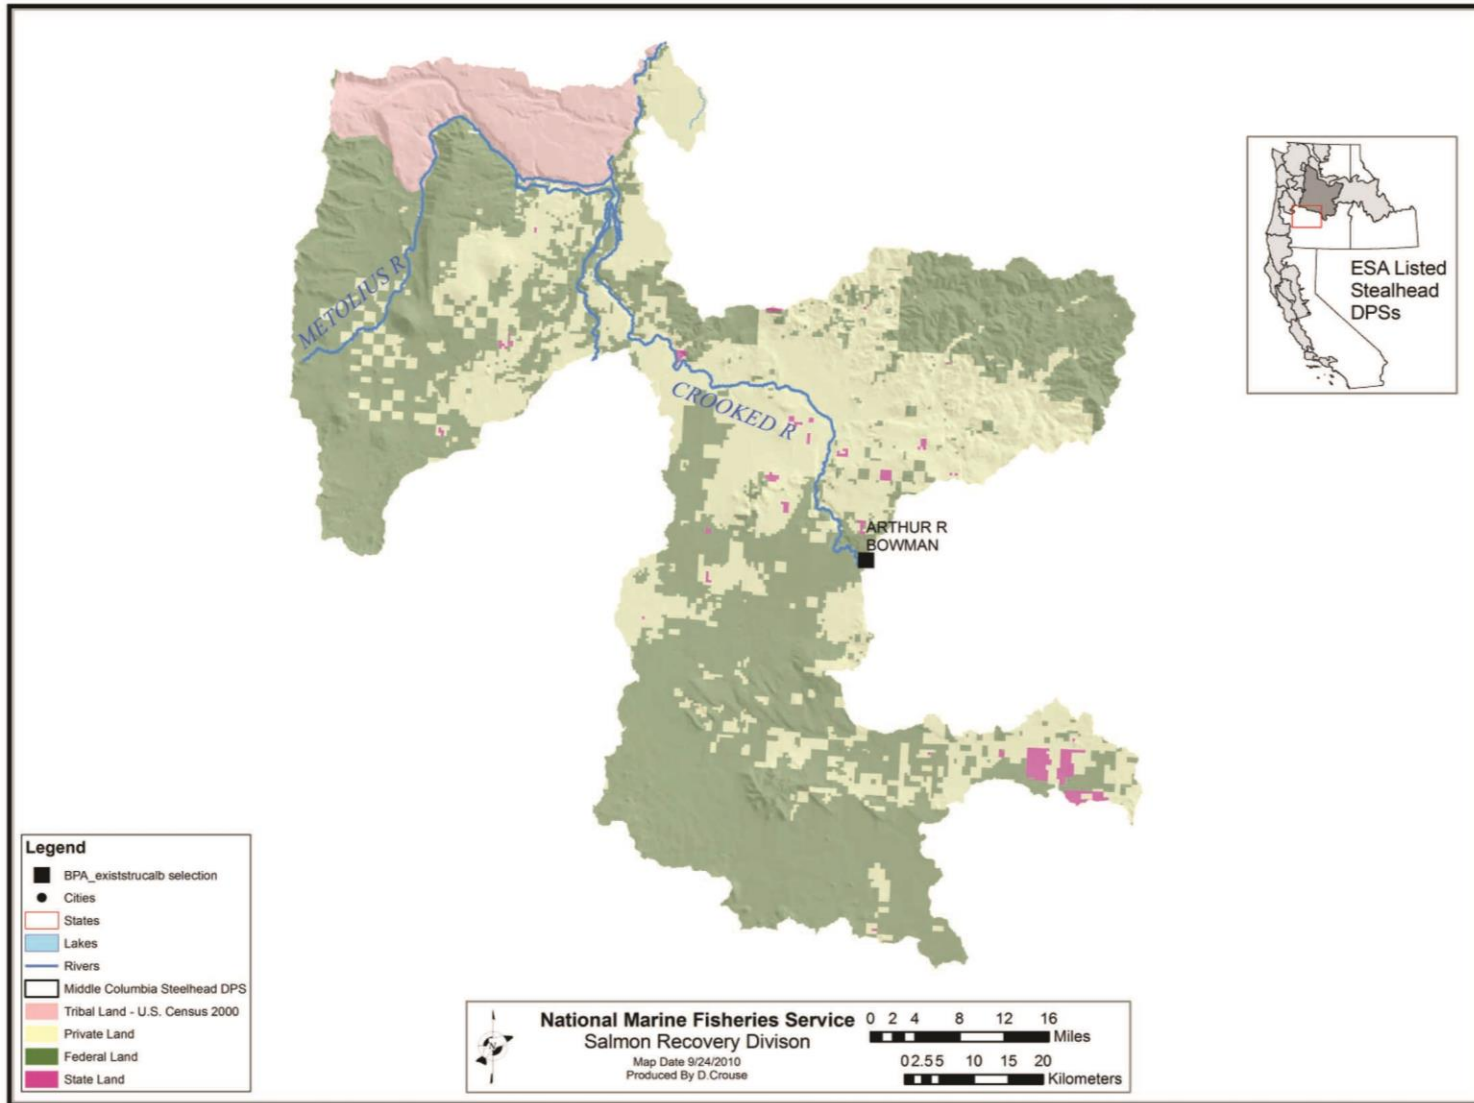 METOLIUS R
CROOKED R
ARTHUR R
BOWMAN
ESA Listed
Stealhead
DPSs
Legend
BPA_existstrucalb selection
Cities
States
Lakes
Rivers
Middle Columbia Steelhead DPS
Tribal Land - U.S. Census 2000
Private Land
Federal Land
State Land
N
National Marine Fisheries Service
Salmon Recovery Divison
Map Date 9/24/2010
Produced By D.Crouse
0 2 4 8 12 16
Miles
0 2.5 5 10 15 20
Kilometers